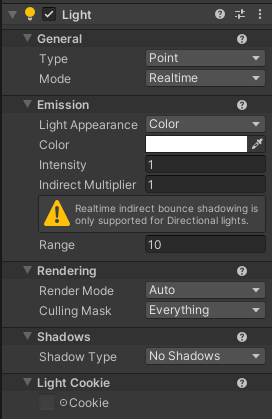 Light
General
Type Point
Mode Realtime
Emission
Light Appearance Color
Color
Intensity 1
Indirect Multiplier 1
Realtime indirect bounce shadowing is
only supported for Directional lights.
Range 10
Rendering
Render Mode Auto
Culling Mask Everything
Shadows
Shadow Type No Shadows
Light Cookie
Cookie